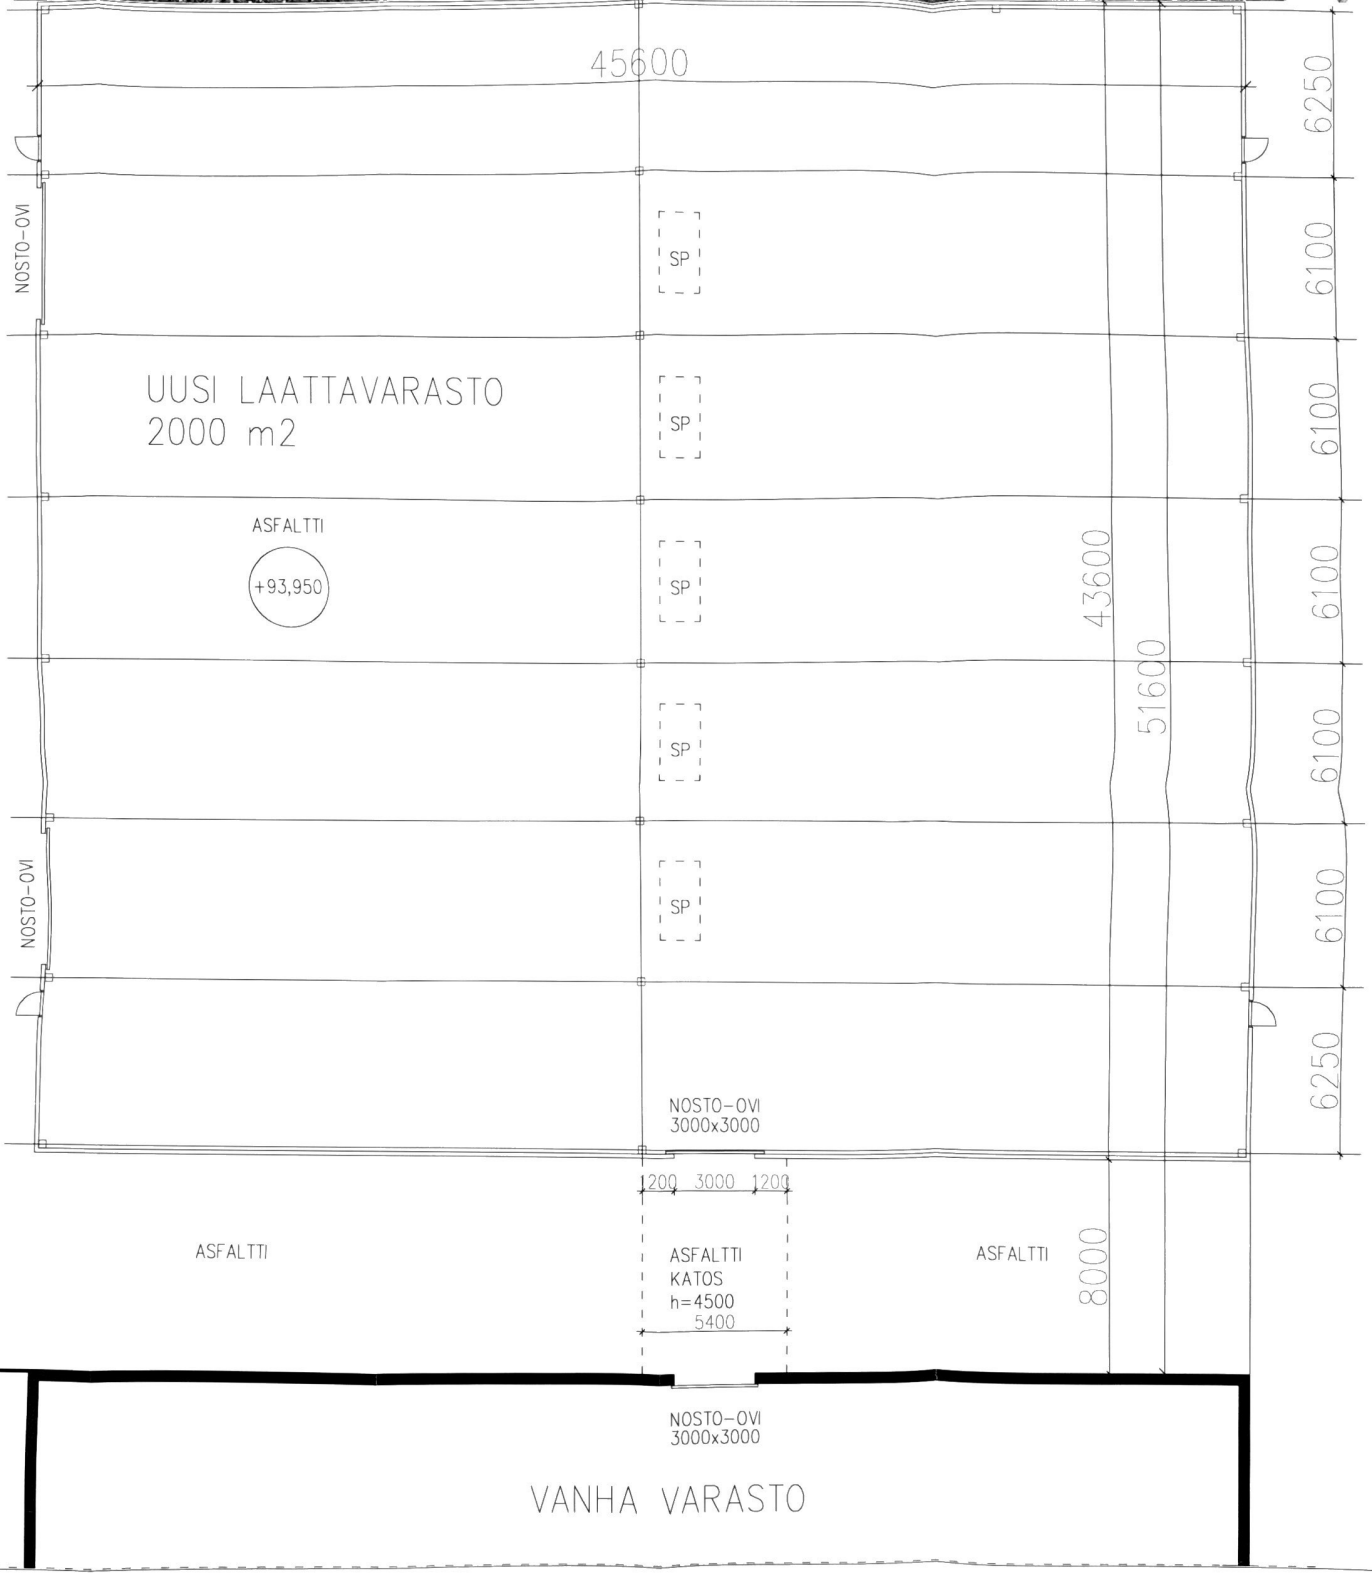 45600
6250
NOSTO-OVI
SP
6100
UUSI LAATTAVARASTO
2000 m2
SP
6100
ASFALTTI
+93,950
SP
43600
6100
51600
SP
6100
NOSTO-OVI
SP
6100
6250
NOSTO-OVI
3000x3000
1200 3000 1200
ASFALTTI
ASFALTTI
KATOS
h=4500
5400
ASFALTTI
8000
NOSTO-OVI
3000x3000
VANHA VARASTO